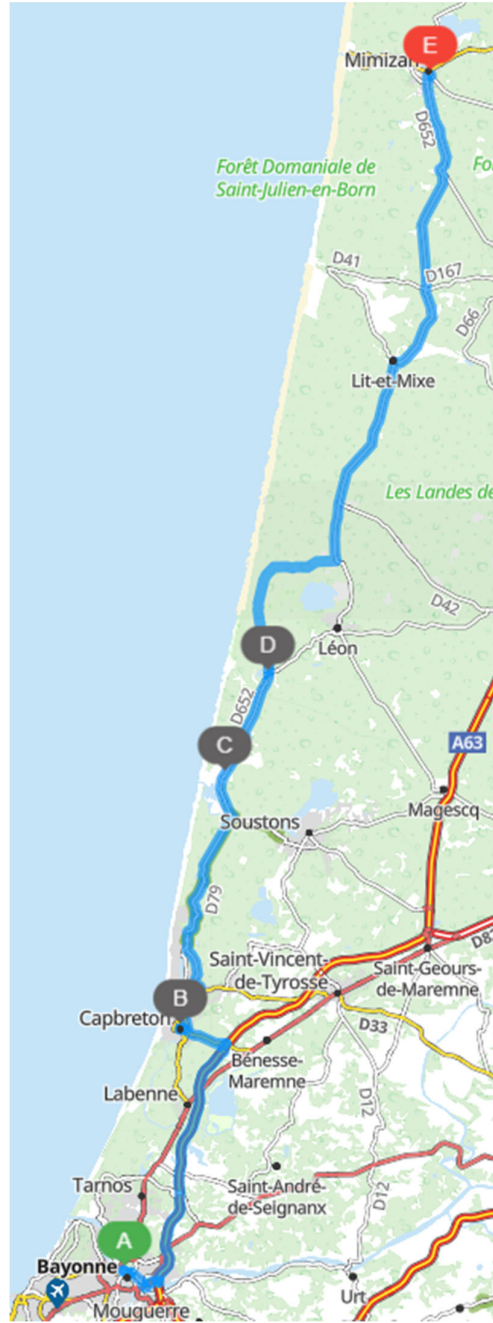 E
Mimizan
D652
Forêt Domaniale de
Saint-Julien-en-Born
Fo
D41
D167
D66
Lit-et-Mixe
Les Landes de
D42
D
Léon
D652
C
A63
Magescq
Soustons
D79
D82
Saint-Vincent-
de-Tyrosse
Saint-Geours-
de-Maremne
B
Capbreton
D33
Bénesse-
Maremne
Labenne
D12
Saint-André-
de-Seignanx
Tarnos
D12
A
Bayonne
Urt
Mouguerre